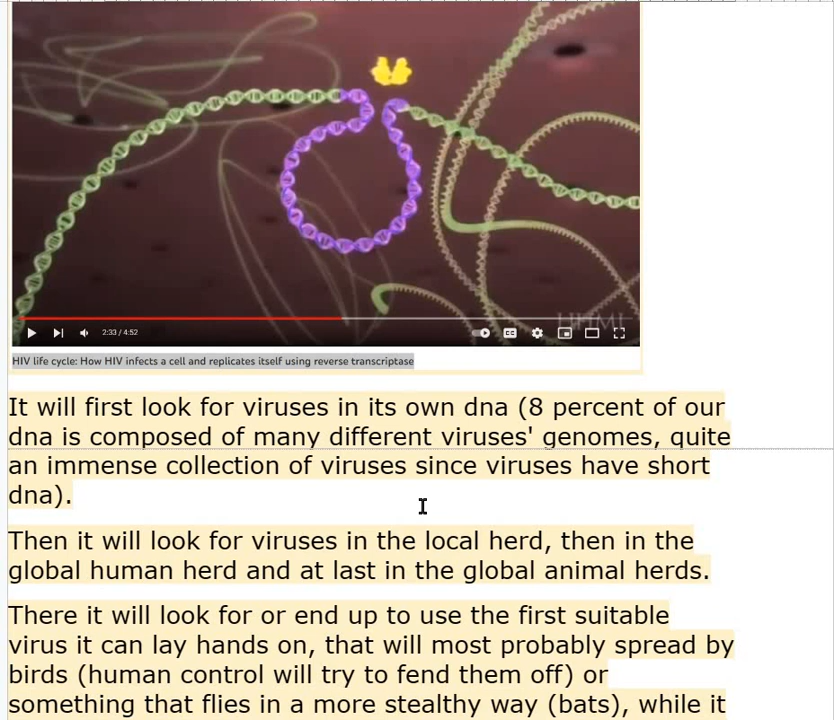 HHMI
2:33 / 4:52
CC
HIV life cycle: How HIV infects a cell and replicates itself using reverse transcriptase
It will first look for viruses in its own dna (8 percent of our
dna is composed of many different viruses' genomes, quite
an immense collection of viruses since viruses have short
dna).
Then it will look for viruses in the local herd, then in the
global human herd and at last in the global animal herds.
There it will look for or end up to use the first suitable
virus it can lay hands on, that will most probably spread by
birds (human control will try to fend them off) or
something that flies in a more stealthy way (bats), while it